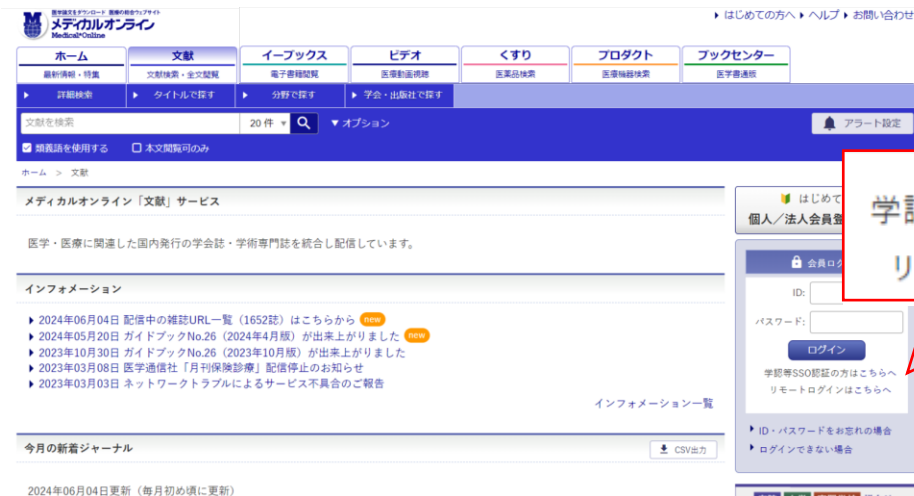 ▶ はじめての方へ ▶ ヘルプ ▶ お問い合わせ
メディカルオンライン
Medical*Online
ホーム 文献 イーブックス ビデオ くすり プロダクト ブックセンター
最新情報・特集 文献検索・全文閲覧 電子書籍閲覧 医療動画視聴 医薬品検索 医療機器検索 医学書通販
▶ 詳細検索 ▶ タイトルで探す ▶ 分野で探す ▶ 学会・出版社で探す
文献を検索 20 件 ▼ ▼ オプション アラート設定
類義語を使用する 本文閲覧可のみ
ホーム > 文献
メディカルオンライン「文献」サービス
医学・医療に関連した国内発行の学会誌・学術専門誌を統合し配信しています。
インフォメーション
▶ 2024年06月04日 配信中の雑誌URL一覧（1652誌）はこちらから new
▶ 2024年05月20日 ガイドブックNo.26（2024年4月版）が出来上がりました new
▶ 2023年10月30日 ガイドブックNo.26（2023年10月版）が出来上がりました
▶ 2023年03月08日 医学通信社「月刊保険診療」配信停止のお知らせ
▶ 2023年03月03日 ネットワークトラブルによるサービス不具合のご報告
インフォメーション一覧
今月の新着ジャーナル CSV出力
2024年06月04日更新（毎月初め頃に更新）
はじめて
個人／法人会員登
学認
リ
会員ログ
ID:
パスワード:
ログイン
学認等SSO認証の方はこちらへ
リモートログインはこちらへ
▶ ID・パスワードをお忘れの場合
▶ ログインできない場合